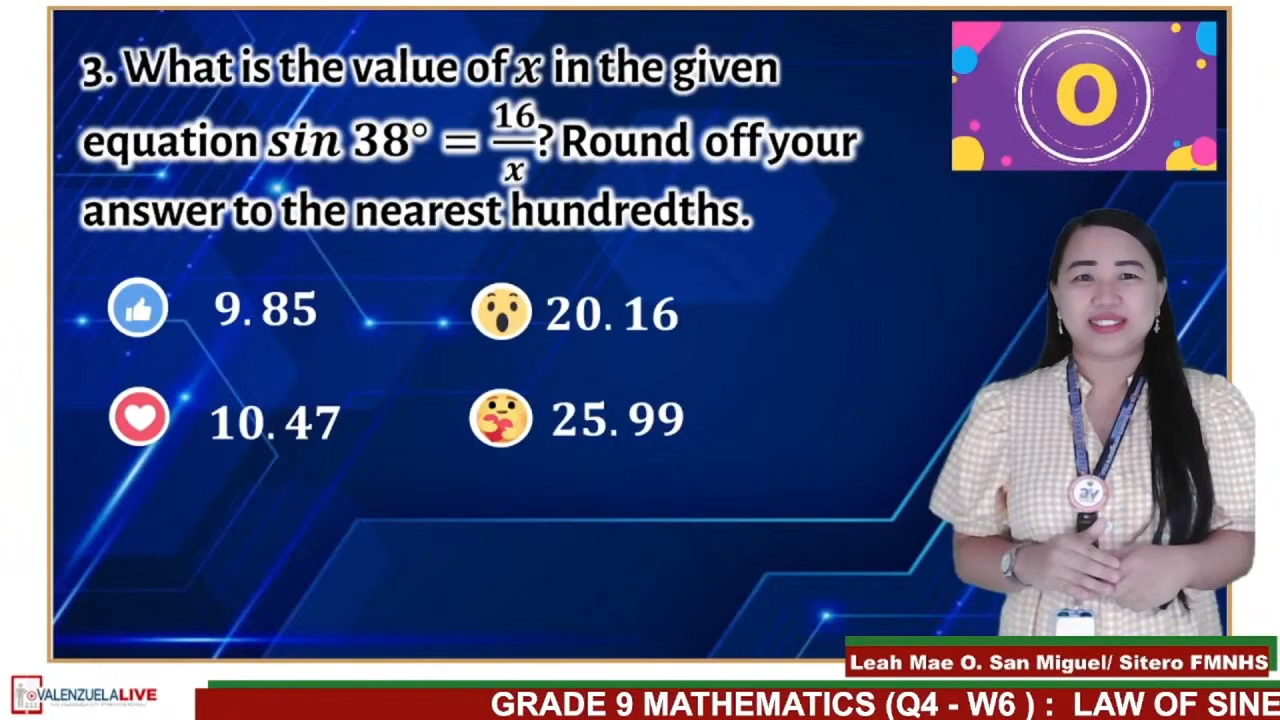 3. What is the value of x in the given
equation sin 38° = 16/x? Round off your
answer to the nearest hundredths.
O
9.85
20.16
10.47
25.99
Leah Mae O. San Miguel/ Sitero FMNHS
VALENZUELALIVE
GRADE 9 MATHEMATICS (Q4 - W6 ) : LAW OF SINE